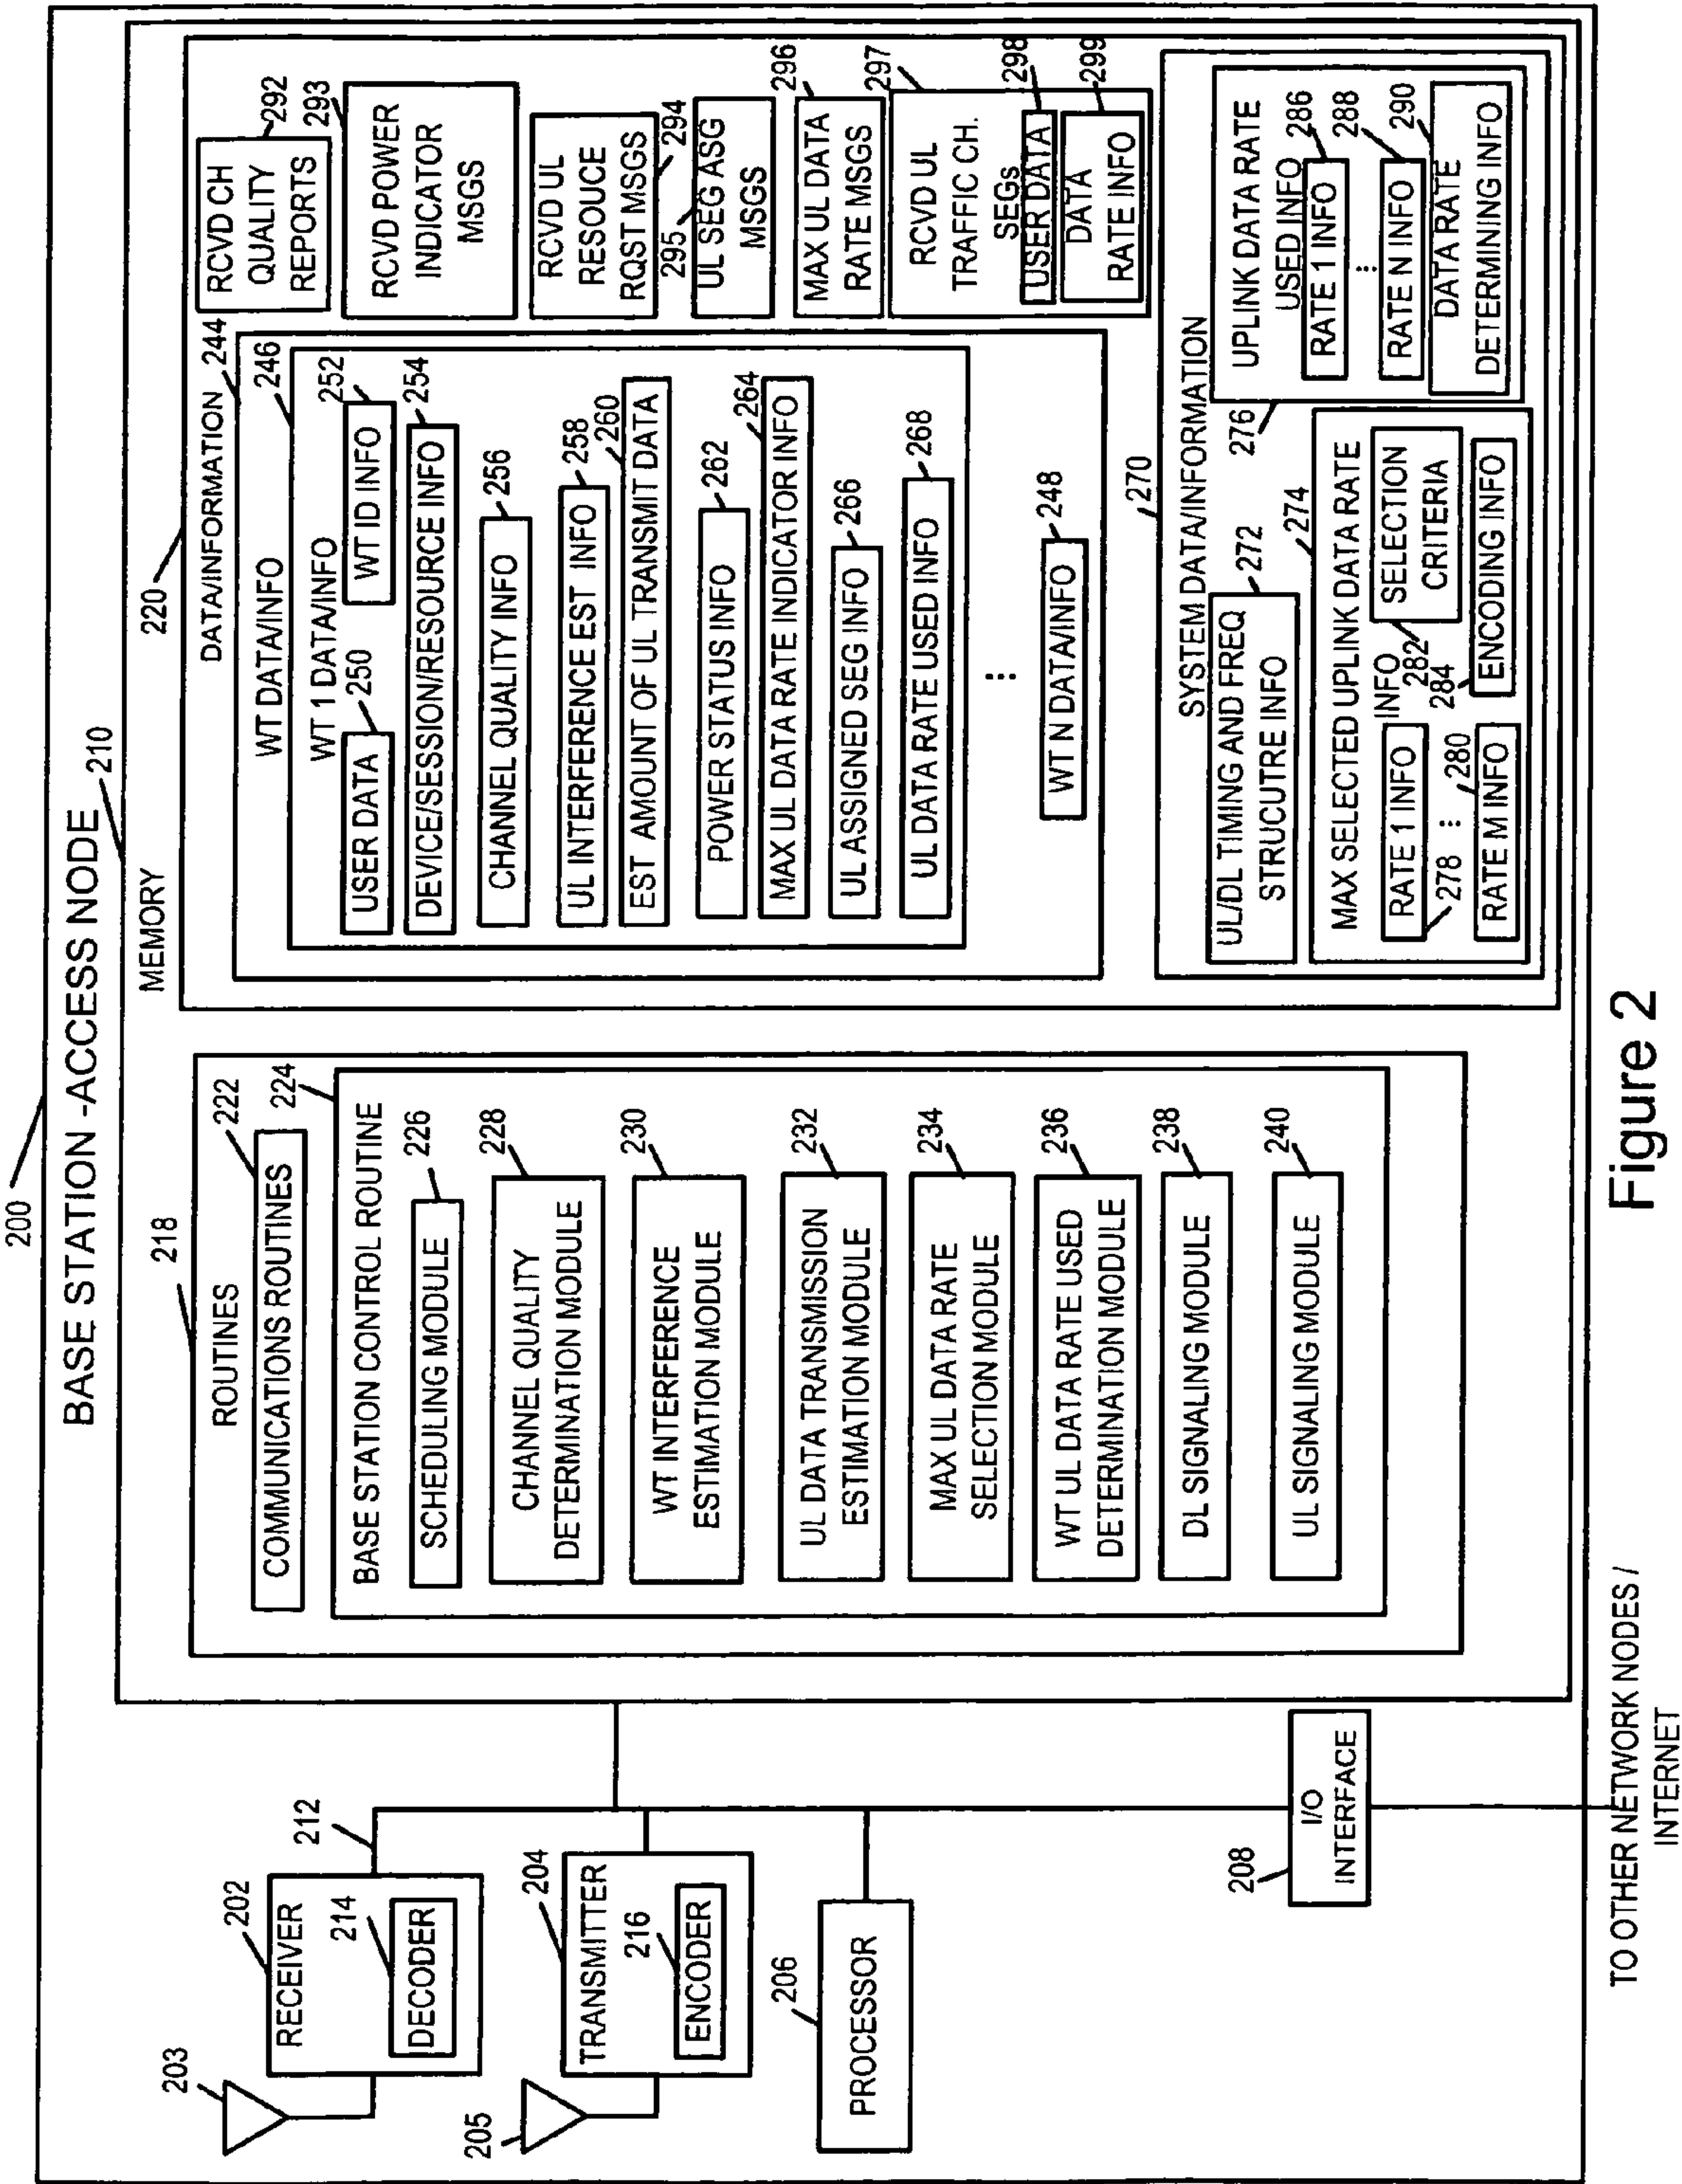 200
BASE STATION -ACCESS NODE
210
MEMORY
212
203
202
RECEIVER
214
DECODER
205
204
TRANSMITTER
216
ENCODER
206
PROCESSOR
208
I/O
INTERFACE
TO OTHER NETWORK NODES /
INTERNET
218
ROUTINES
222
COMMUNICATIONS ROUTINES
224
BASE STATION CONTROL ROUTINE
226
SCHEDULING MODULE
228
CHANNEL QUALITY
DETERMINATION MODULE
230
WT INTERFERENCE
ESTIMATION MODULE
232
UL DATA TRANSMISSION
ESTIMATION MODULE
234
MAX UL DATA RATE
SELECTION MODULE
236
WT UL DATA RATE USED
DETERMINATION MODULE
238
DL SIGNALING MODULE
240
UL SIGNALING MODULE
220
DATA/INFORMATION
244
WT DATA/INFO
246
WT 1 DATA/INFO
250
USER DATA
252
WT ID INFO
254
DEVICE/SESSION/RESOURCE INFO
256
CHANNEL QUALITY INFO
258
UL INTERFERENCE EST INFO
260
EST AMOUNT OF UL TRANSMIT DATA
262
POWER STATUS INFO
264
MAX UL DATA RATE INDICATOR INFO
266
UL ASSIGNED SEG INFO
268
UL DATA RATE USED INFO
...
248
WT N DATA/INFO
292
RCVD CH
QUALITY
REPORTS
293
RCVD POWER
INDICATOR
MSGS
RCVD UL
RESOUCE
RQST MSGS
294
295
UL SEG ASG
MSGS
296
MAX UL DATA
RATE MSGS
297
RCVD UL
TRAFFIC CH.
SEGs
298
USER DATA
299
DATA
RATE INFO
270
SYSTEM DATA/INFORMATION
272
UL/DL TIMING AND FREQ
STRUCUTRE INFO
274
MAX SELECTED UPLINK DATA RATE
INFO
RATE 1 INFO
278
...
280
RATE M INFO
282
SELECTION
CRITERIA
284
ENCODING INFO
276
UPLINK DATA RATE
USED INFO
286
RATE 1 INFO
...
288
RATE N INFO
290
DATA RATE
DETERMINING INFO
Figure 2